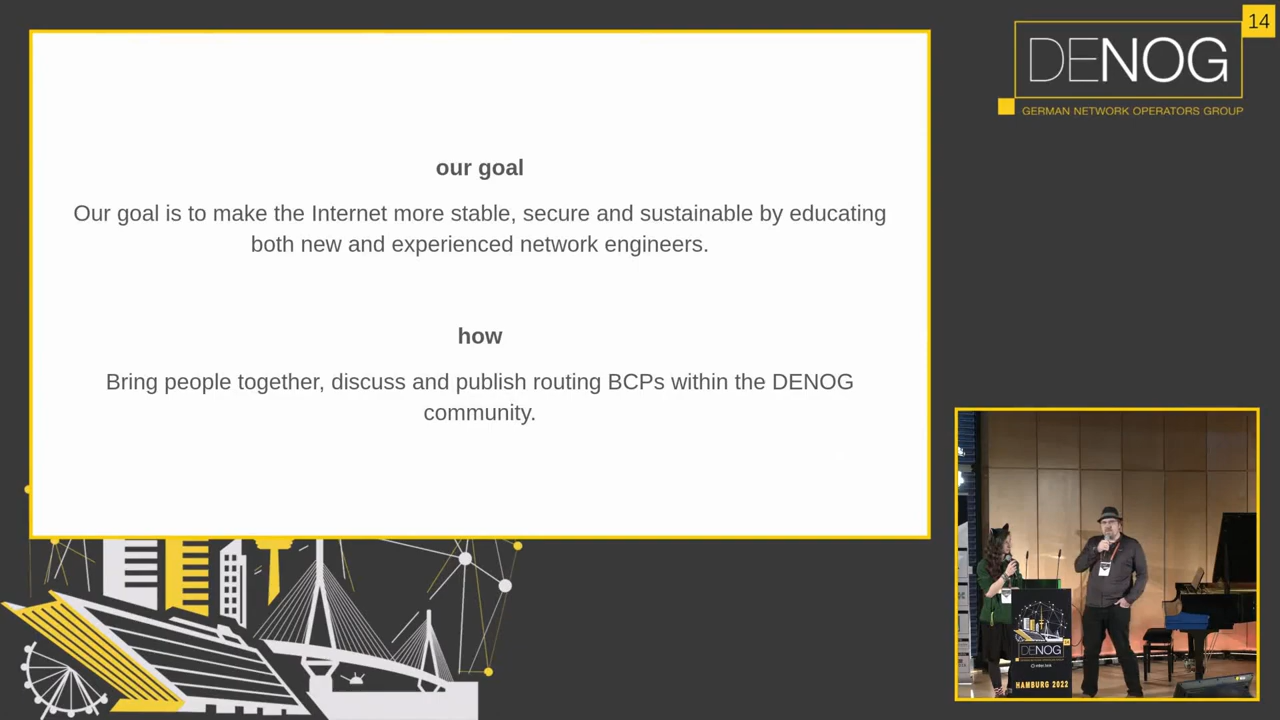 our goal
Our goal is to make the Internet more stable, secure and sustainable by educating
both new and experienced network engineers.
how
Bring people together, discuss and publish routing BCPs within the DENOG
community.
14
DENOG
GERMAN NETWORK OPERATORS GROUP
DENOG
HAMBURG 2022